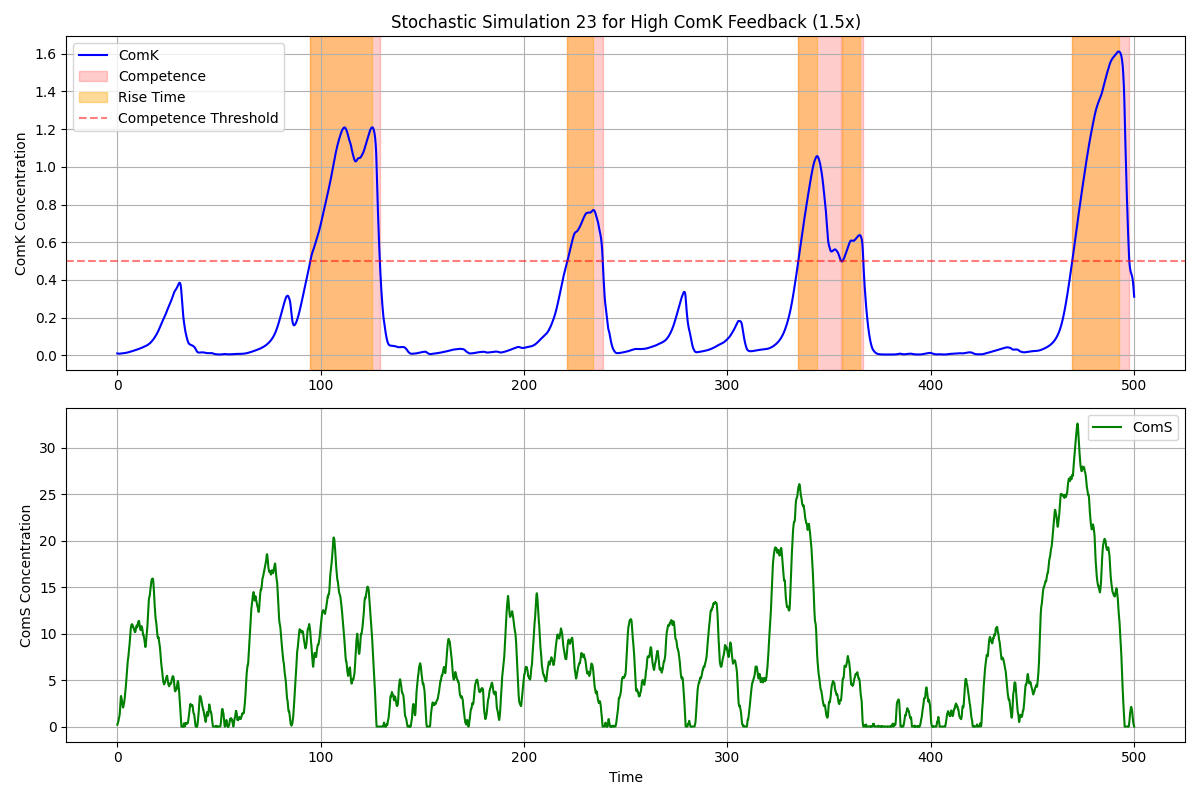 Stochastic Simulation 23 for High ComK Feedback (1.5x)
ComK
Competence
Rise Time
Competence Threshold
ComK Concentration
1.6
1.4
1.2
1.0
0.8
0.6
0.4
0.2
0.0
0 100 200 300 400 500
ComS
ComS Concentration
30
25
20
15
10
5
0
0 100 200 300 400 500
Time